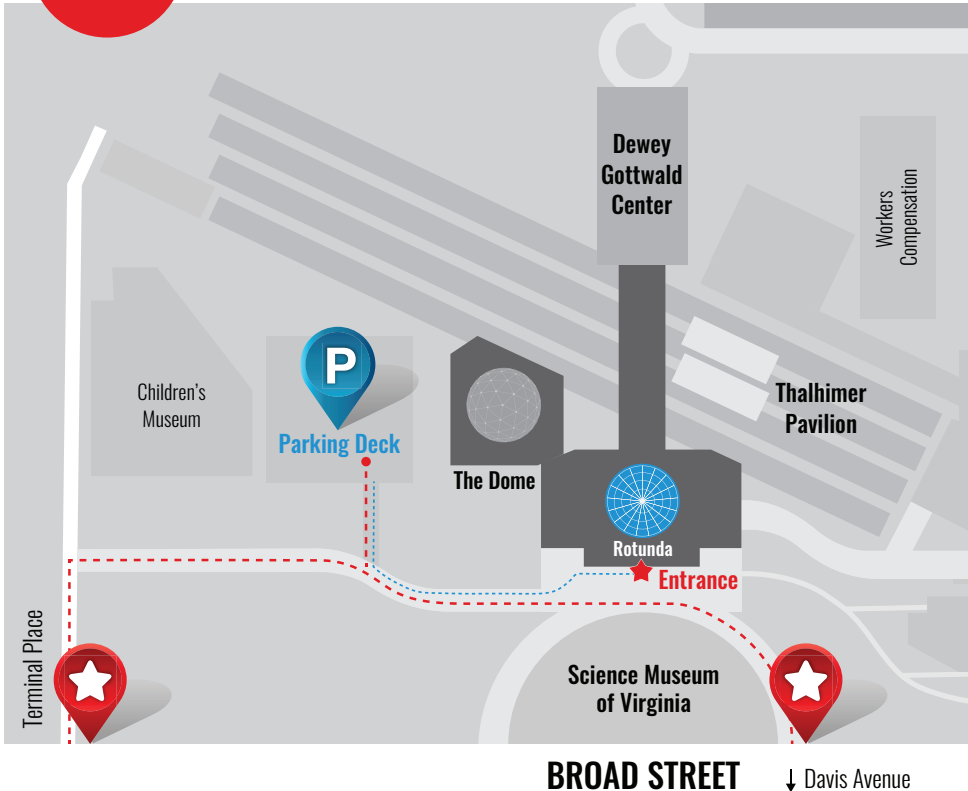 Dewey
Gottwald
Center
Workers
Compensation
P
Children's
Museum
Parking Deck
The Dome
Thalhimer
Pavilion
Rotunda
Entrance
Terminal Place
Science Museum
of Virginia
BROAD STREET
↓ Davis Avenue